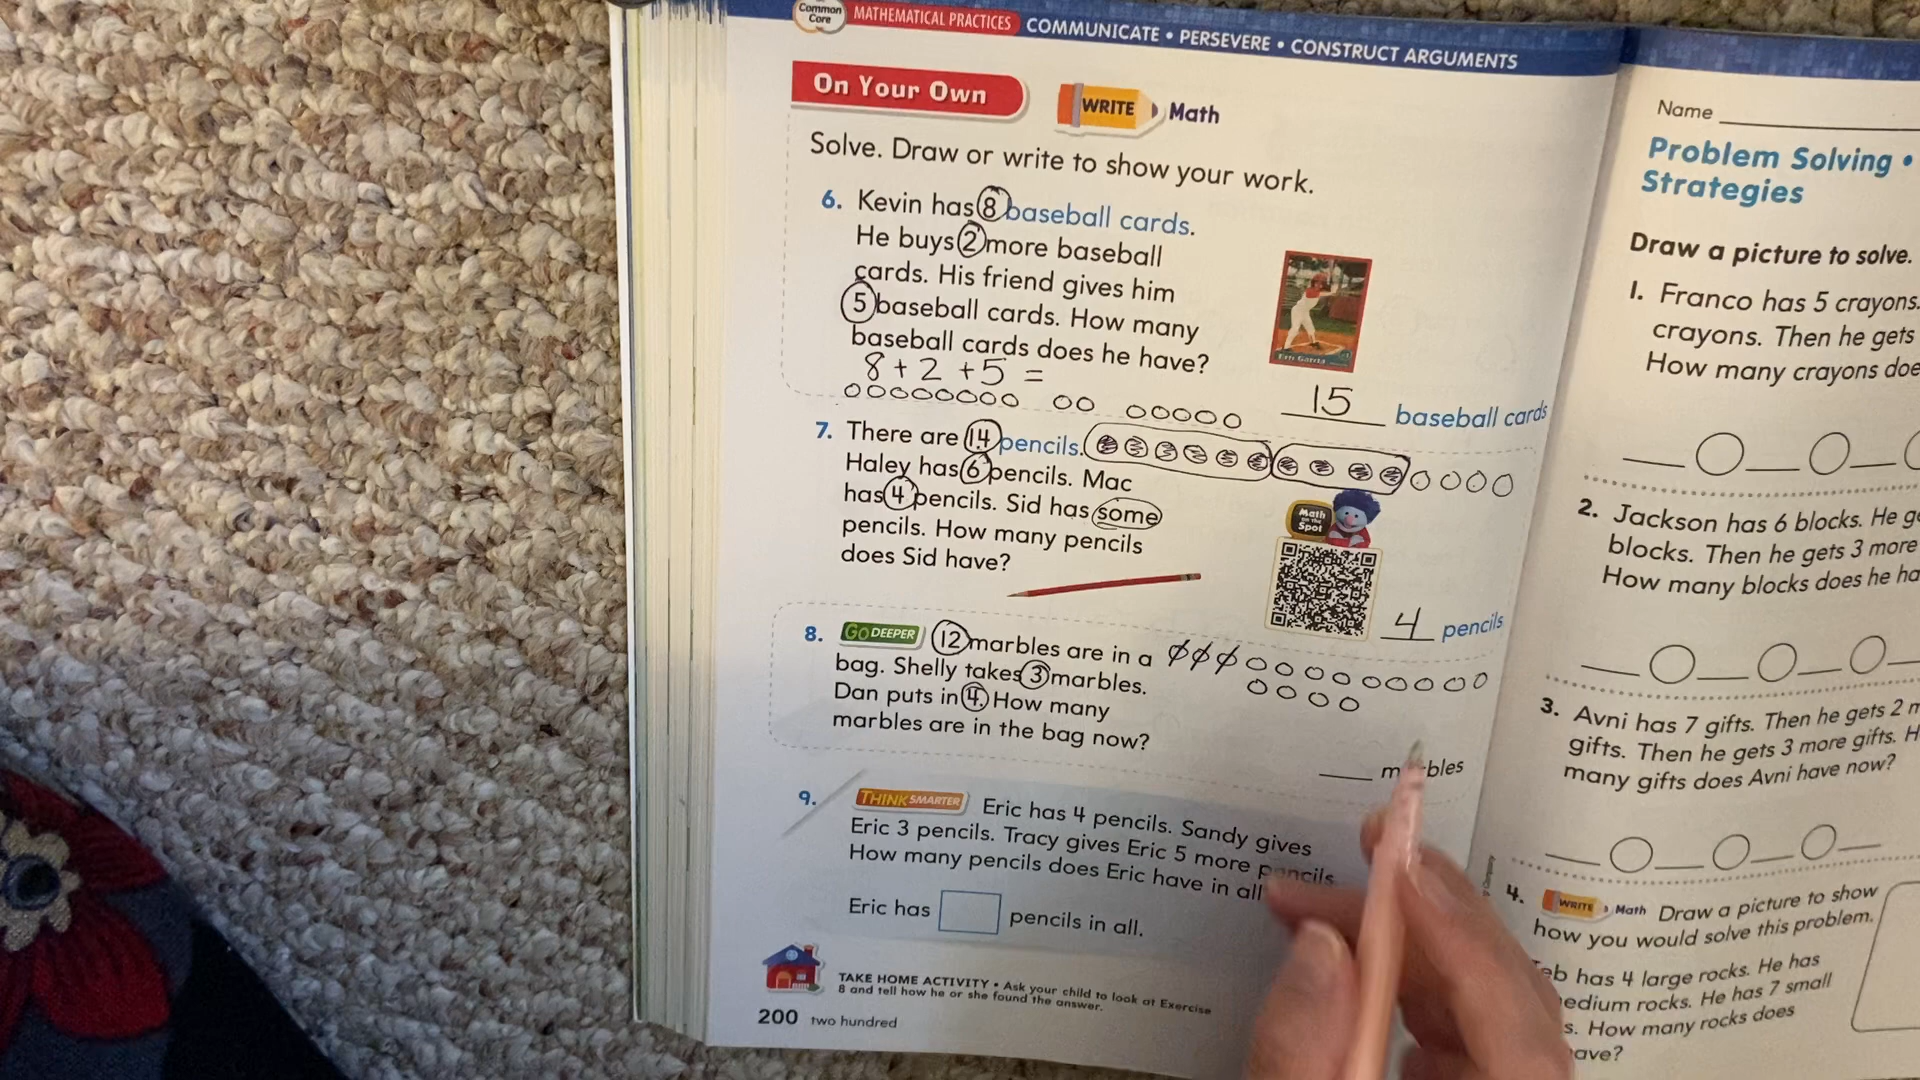 Common Core MATHEMATICAL PRACTICES COMMUNICATE • PERSEVERE • CONSTRUCT ARGUMENTS
On Your Own
WRITE Math
Solve. Draw or write to show your work.
6. Kevin has 8 baseball cards.
He buys 2 more baseball
cards. His friend gives him
5 baseball cards. How many
baseball cards does he have?
8 + 2 + 5 =
15 baseball cards
7. There are 14 pencils.
Haley has 6 pencils. Mac
has 4 pencils. Sid has some
pencils. How many pencils
does Sid have?
Math on the Spot
4 pencils
8. GO DEEPER 12 marbles are in a
bag. Shelly takes 3 marbles.
Dan puts in 4. How many
marbles are in the bag now?
marbles
9. THINK SMARTER Eric has 4 pencils. Sandy gives
Eric 3 pencils. Tracy gives Eric 5 more pencils.
How many pencils does Eric have in all
Eric has pencils in all.
TAKE HOME ACTIVITY • Ask your child to look at Exercise
8 and tell how he or she found the answer.
200 two hundred
Name
Problem Solving •
Strategies
Draw a picture to solve.
1. Franco has 5 crayons.
crayons. Then he gets
How many crayons
2. Jackson has 6 blocks. He
blocks. Then he gets 3 more
How many blocks does he
3. Avni has 7 gifts. Then he gets 2
gifts. Then he gets 3 more gifts.
many gifts does Avni have now?
4. WRITE Math Draw a picture to show
how you would solve this problem.
has 4 large rocks. He has
rocks. He has 7 small
How many rocks does